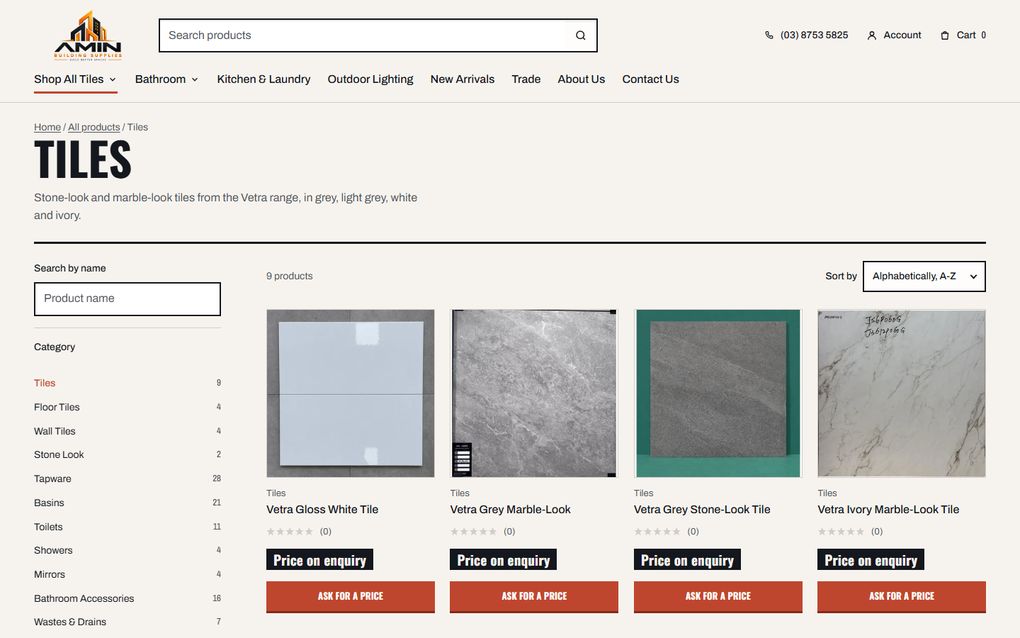 AMIN
BUILDING SUPPLIES
Search products
(03) 8753 5825
Account
Cart 0
Shop All Tiles
Bathroom
Kitchen & Laundry
Outdoor Lighting
New Arrivals
Trade
About Us
Contact Us
Home / All products / Tiles
TILES
Stone-look and marble-look tiles from the Vetra range, in grey, light grey, white
and ivory.
Search by name
Product name
Category
Tiles 9
Floor Tiles 4
Wall Tiles 4
Stone Look 2
Tapware 28
Basins 21
Toilets 11
Showers 4
Mirrors 4
Bathroom Accessories 16
Wastes & Drains 7
9 products
Sort by
Alphabetically, A-Z
Tiles
Vetra Gloss White Tile
(0)
Price on enquiry
ASK FOR A PRICE
Tiles
Vetra Grey Marble-Look
(0)
Price on enquiry
ASK FOR A PRICE
Tiles
Vetra Grey Stone-Look Tile
(0)
Price on enquiry
ASK FOR A PRICE
Tiles
Vetra Ivory Marble-Look Tile
(0)
Price on enquiry
ASK FOR A PRICE